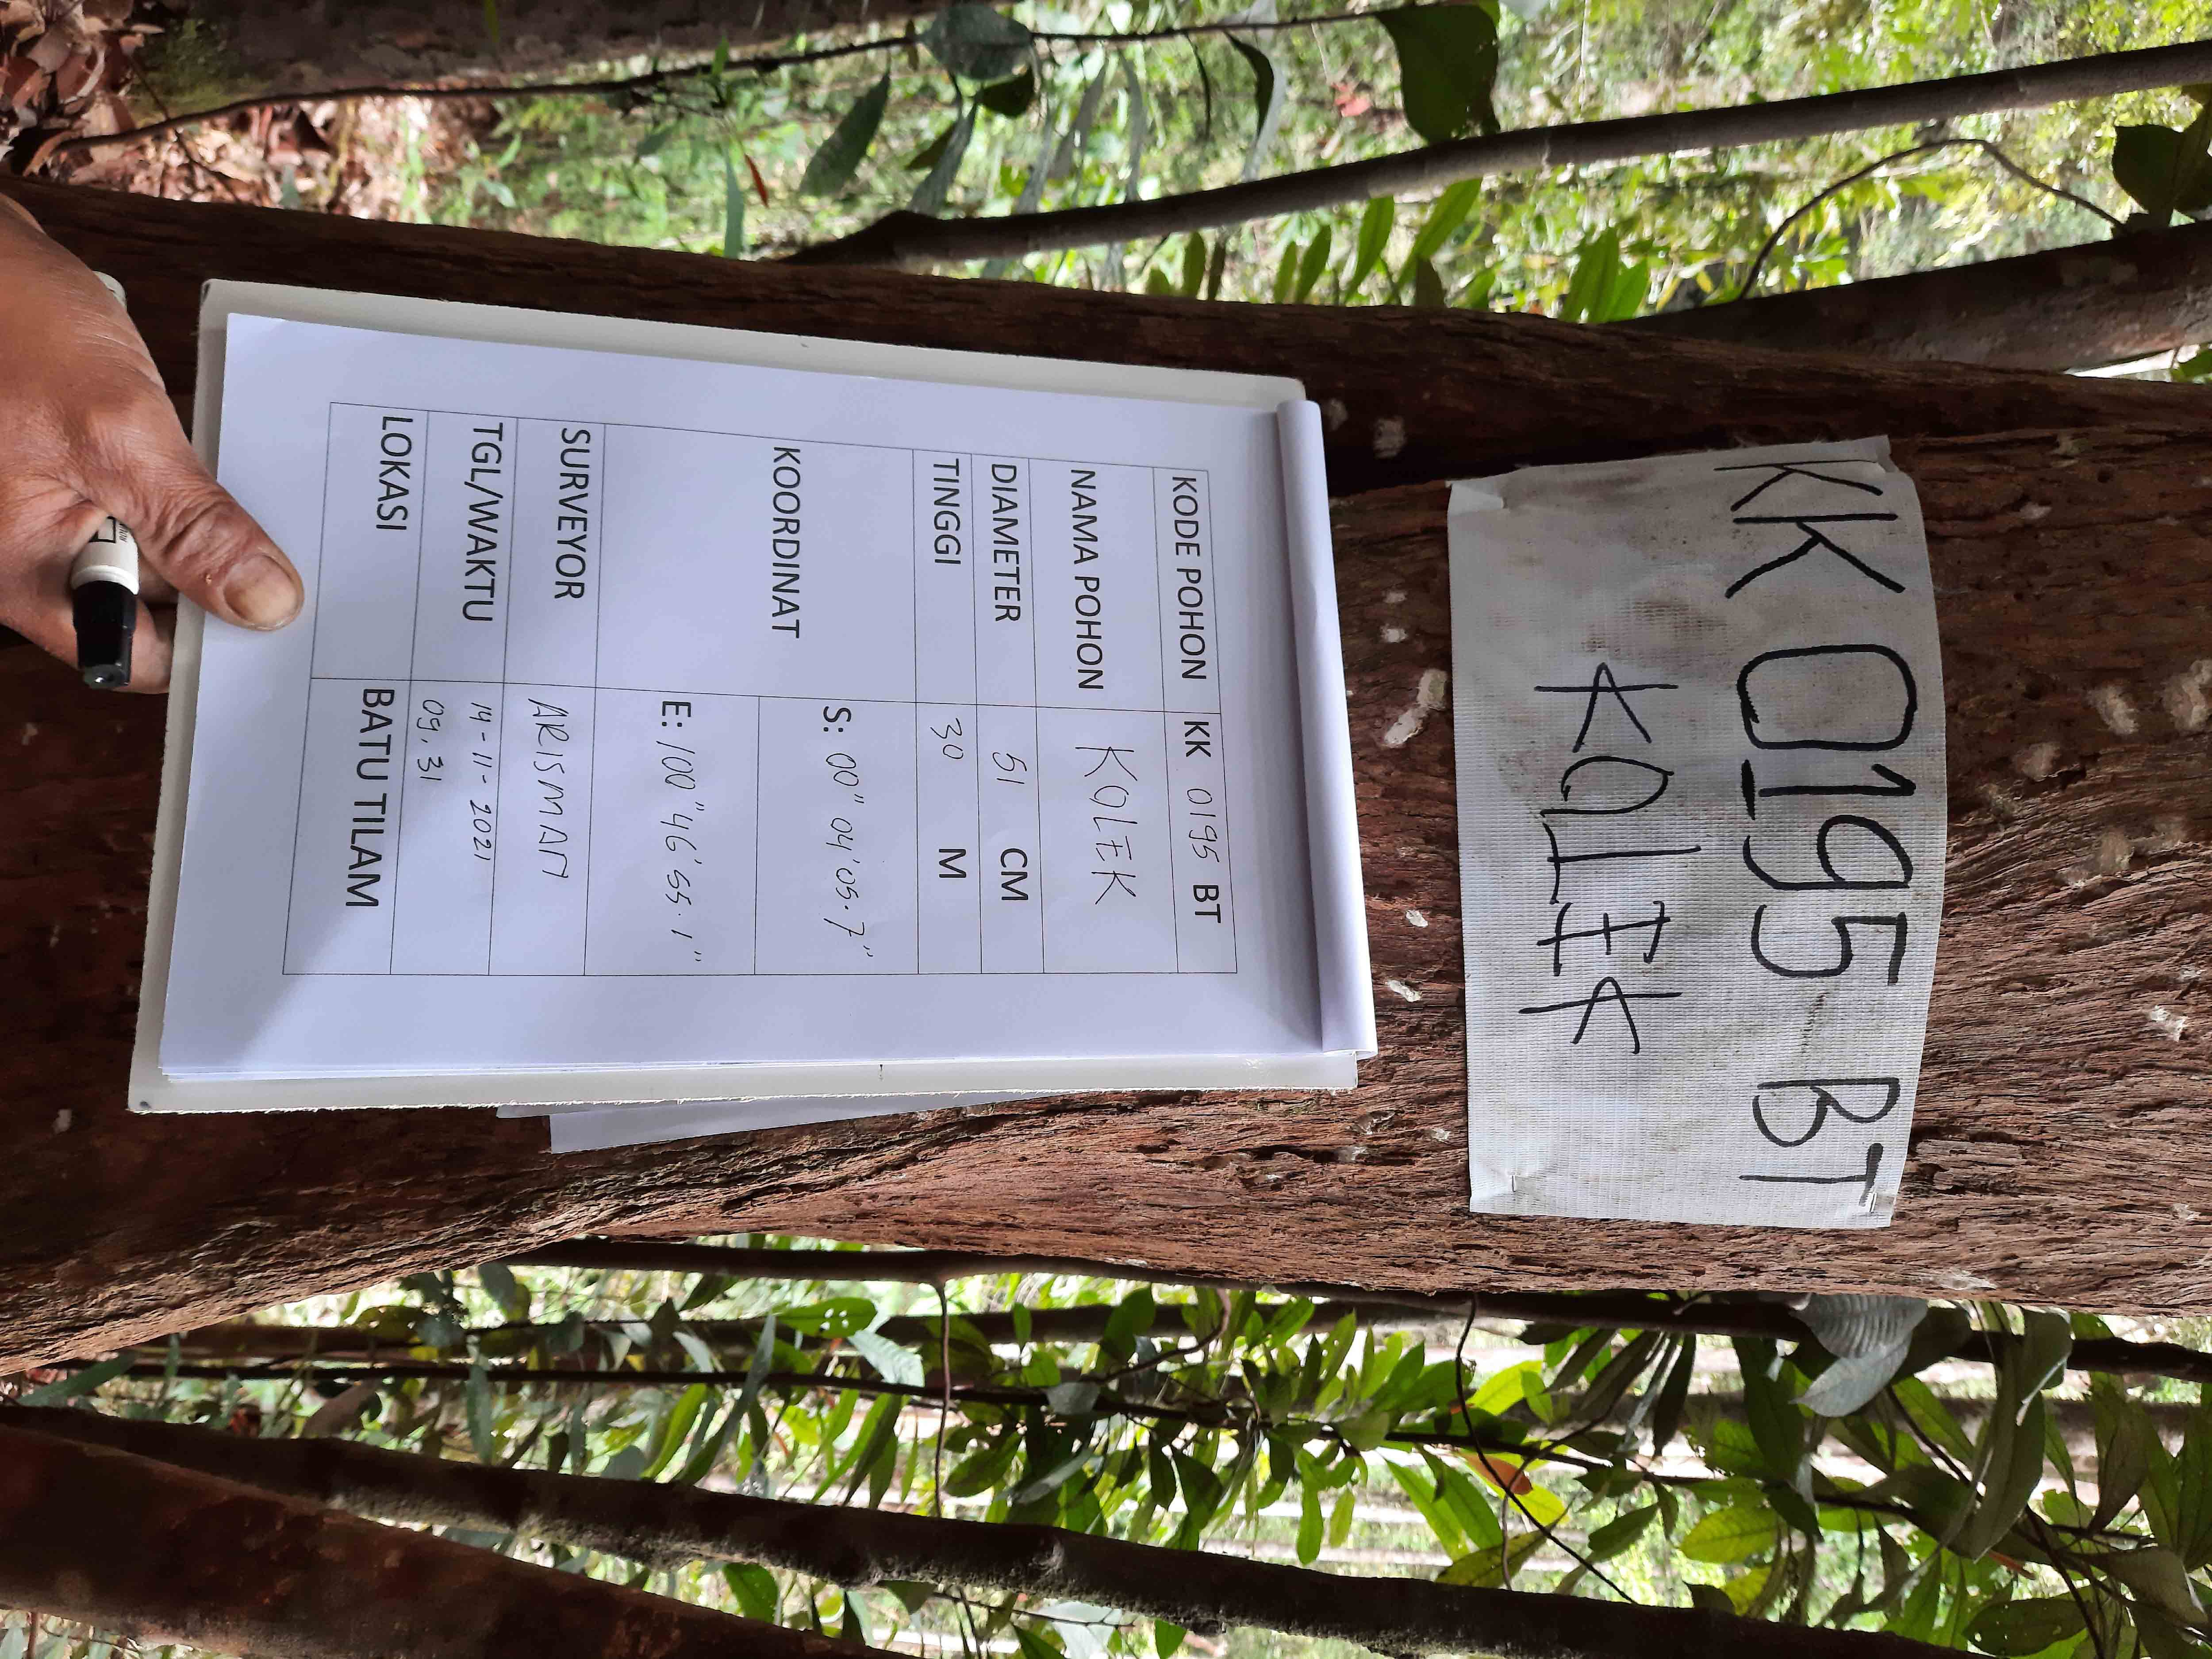 KK 0195 BT
KOLEK
KODE POHON KK 0195 BT
NAMA POHON KOLEK
DIAMETER 51 CM
TINGGI 30 M
KOORDINAT S: 00" 04' 05.7"
E: 100" 46' 55.1"
SURVEYOR ARISMAN
TGL/WAKTU 14-11-2021
09.31
LOKASI BATU TILAM